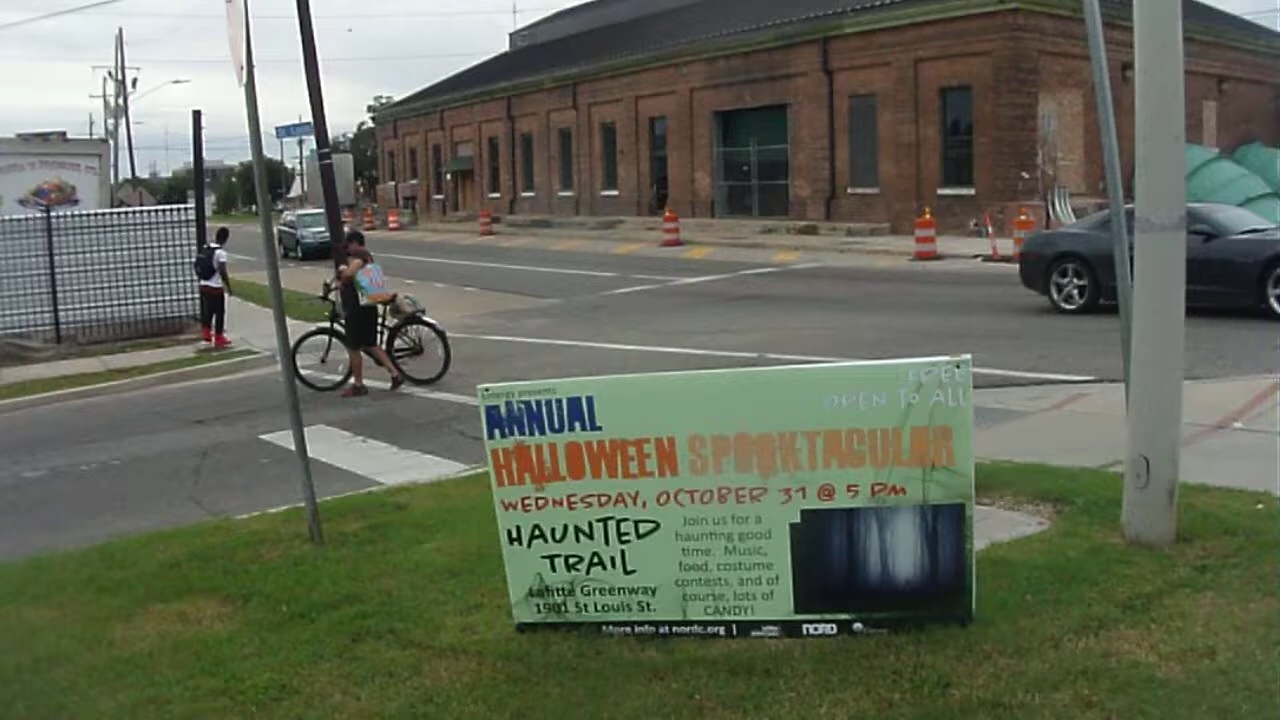 Entergy presents
ANNUAL
FREE
OPEN TO ALL
HALLOWEEN SPOOKTACULAR
WEDNESDAY, OCTOBER 31 @ 5 PM
HAUNTED
TRAIL
Lafitte Greenway
1901 St Louis St.
Join us for a
haunting good
time. Music,
food, costume
contests, and of
course, lots of
CANDY!
More info at nordc.org | NORD